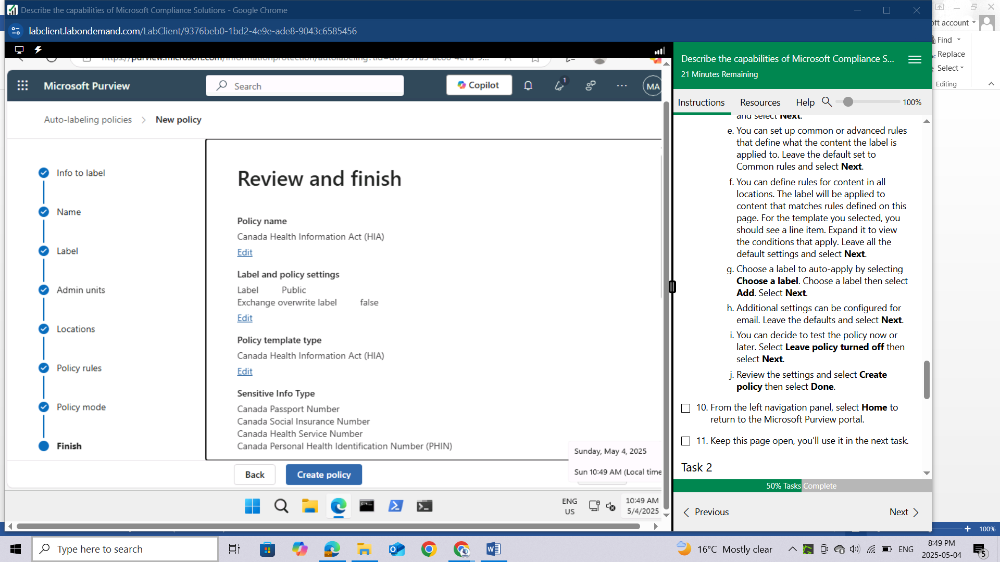 Describe the capabilities of Microsoft Compliance Solutions - Google Chrome
labclient.labondemand.com/LabClient/9376beb0-1bd2-4e9e-ade8-9043c6585456
oft account
Find
Replace
Select
Editing
Microsoft Purview
Search
Copilot
1
MA
Auto-labeling policies > New policy
Info to label
Name
Label
Admin units
Locations
Policy rules
Policy mode
Finish
Review and finish
Policy name
Canada Health Information Act (HIA)
Edit
Label and policy settings
Label Public
Exchange overwrite label false
Edit
Policy template type
Canada Health Information Act (HIA)
Edit
Sensitive Info Type
Canada Passport Number
Canada Social Insurance Number
Canada Health Service Number
Canada Personal Health Identification Number (PHIN)
Back
Create policy
Sunday, May 4, 2025
Sun 10:49 AM (Local time
ENG
US
10:49 AM
5/4/2025
Describe the capabilities of Microsoft Compliance S...
21 Minutes Remaining
Instructions Resources Help 100%
and select Next.
e. You can set up common or advanced rules
that define what the content the label is
applied to. Leave the default set to
Common rules and select Next.
f. You can define rules for content in all
locations. The label will be applied to
content that matches rules defined on this
page. For the template you selected, you
should see a line item. Expand it to view
the conditions that apply. Leave all the
default settings and select Next.
g. Choose a label to auto-apply by selecting
Choose a label. Choose a label then select
Add. Select Next.
h. Additional settings can be configured for
email. Leave the defaults and select Next.
i. You can decide to test the policy now or
later. Select Leave policy turned off then
select Next.
j. Review the settings and select Create
policy then select Done.
10. From the left navigation panel, select Home to
return to the Microsoft Purview portal.
11. Keep this page open, you'll use it in the next task.
Task 2
50% Tasks Complete
Previous
Next
100%
Type here to search
16°C Mostly clear
ENG
8:49 PM
2025-05-04
5